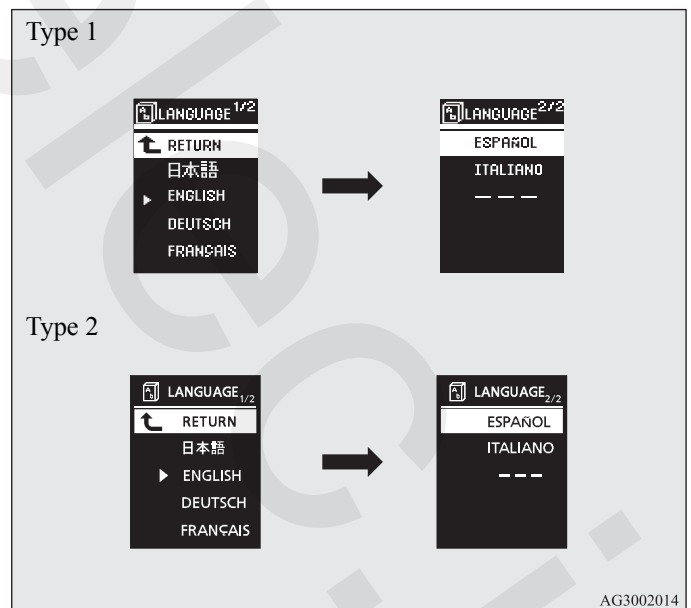 Type 1
LANGUAGE 1/2
RETURN
日本語
ENGLISH
DEUTSCH
FRANÇAIS
LANGUAGE 2/2
ESPAÑOL
ITALIANO
---
Type 2
LANGUAGE 1/2
RETURN
日本語
ENGLISH
DEUTSCH
FRANÇAIS
LANGUAGE 2/2
ESPAÑOL
ITALIANO
---
AG3002014